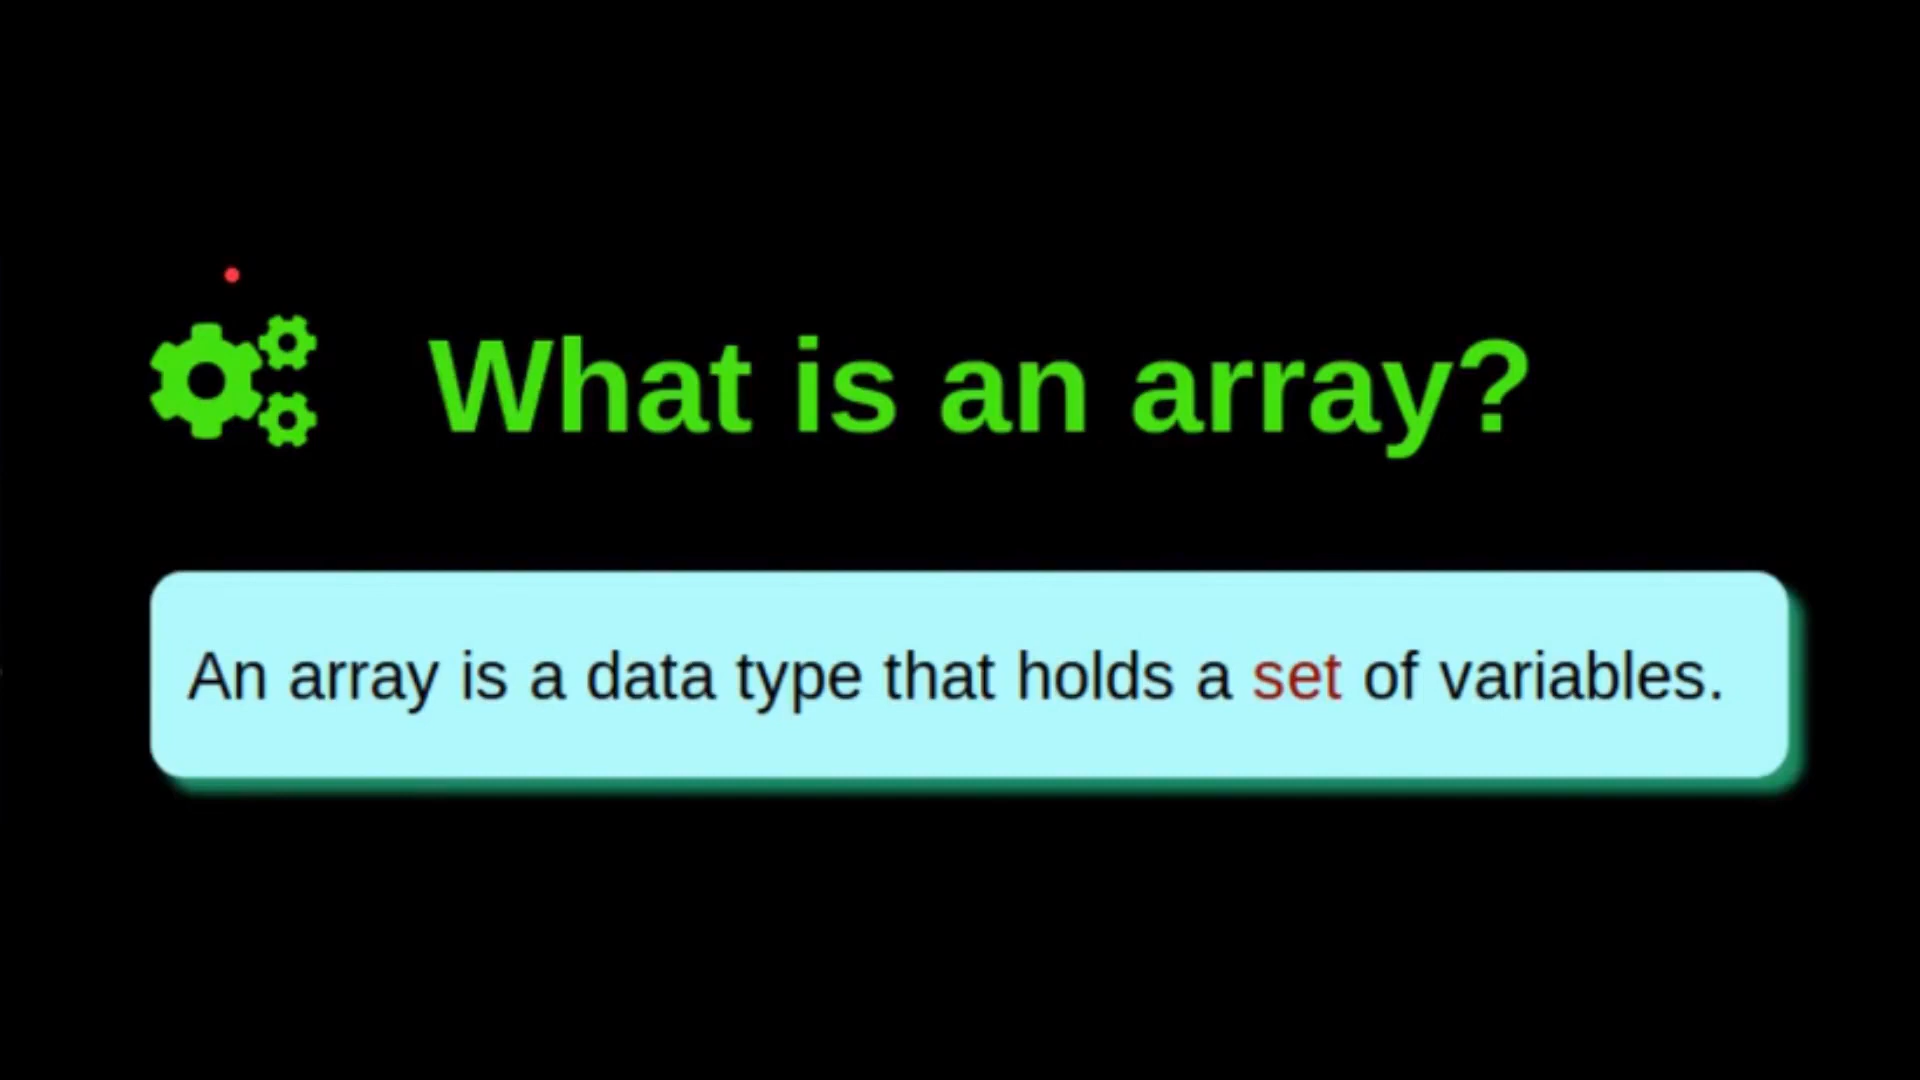 What is an array?
An array is a data type that holds a set of variables.